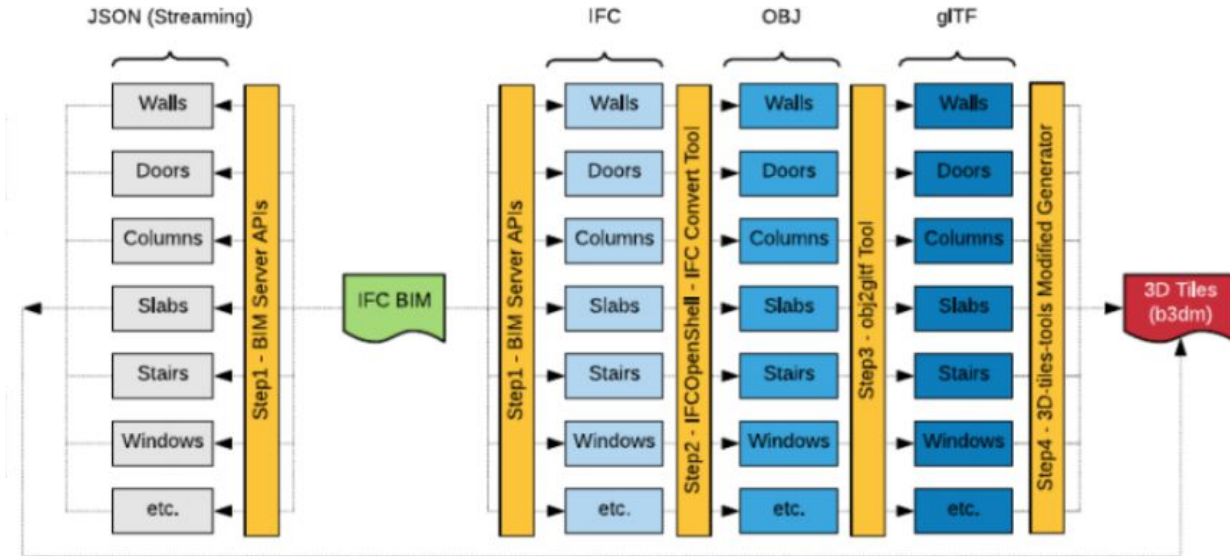 JSON (Streaming)
IFC
OBJ
glTF
Walls
Doors
Columns
Slabs
Stairs
Windows
etc.
Step1 - BIM Server APIs
IFC BIM
Step1 - BIM Server APIs
Walls
Doors
Columns
Slabs
Stairs
Windows
etc.
Step2 - IFCOpenShell - IFC Convert Tool
Walls
Doors
Columns
Slabs
Stairs
Windows
etc.
Step3 - obj2gltf Tool
Walls
Doors
Columns
Slabs
Stairs
Windows
etc.
Step4 - 3D-tiles-tools Modified Generator
3D Tiles
(b3dm)